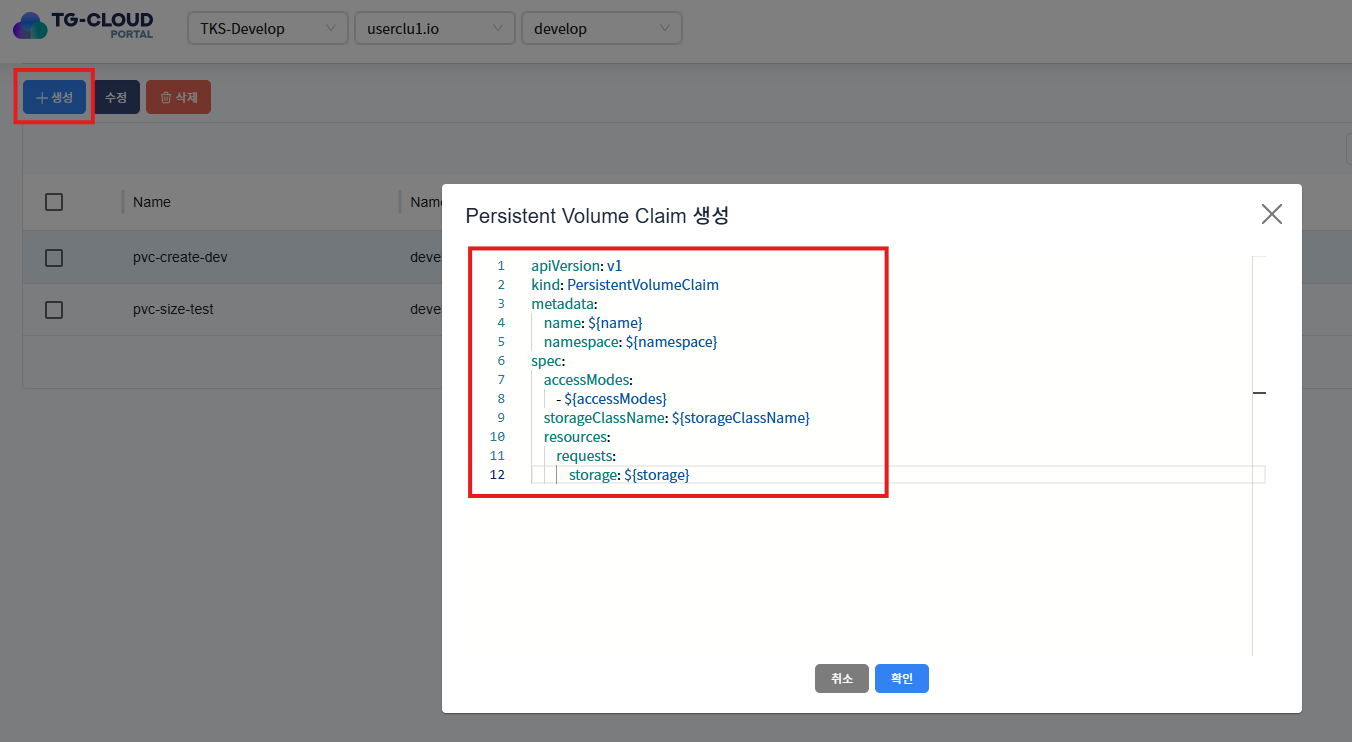 TG-CLOUD
PORTAL
TKS-Develop
userclu1.io
develop
생성
수정
삭제
Name
Name
pvc-create-dev
deve
pvc-size-test
deve
Persistent Volume Claim 생성
1 apiVersion: v1
2 kind: PersistentVolumeClaim
3 metadata:
4 name: ${name}
5 namespace: ${namespace}
6 spec:
7 accessModes:
8 - ${accessModes}
9 storageClassName: ${storageClassName}
10 resources:
11 requests:
12 storage: ${storage}
취소
확인